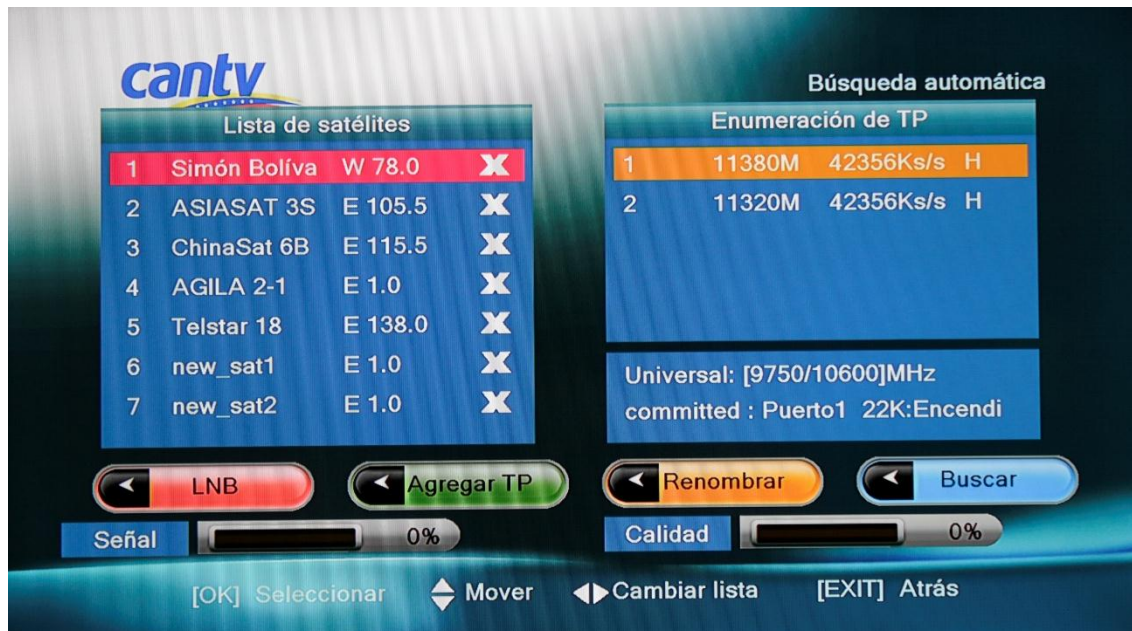 cantv
Búsqueda automática
Lista de satélites
1 Simón Bolíva W 78.0 X
2 ASIASAT 3S E 105.5 X
3 ChinaSat 6B E 115.5 X
4 AGILA 2-1 E 1.0 X
5 Telstar 18 E 138.0 X
6 new_sat1 E 1.0 X
7 new_sat2 E 1.0 X
Enumeración de TP
1 11380M 42356Ks/s H
2 11320M 42356Ks/s H
Universal: [9750/10600]MHz
committed : Puerto1 22K:Encendi
LNB
Agregar TP
Renombrar
Buscar
Señal 0%
Calidad 0%
[OK] Seleccionar Mover Cambiar lista [EXIT] Atrás